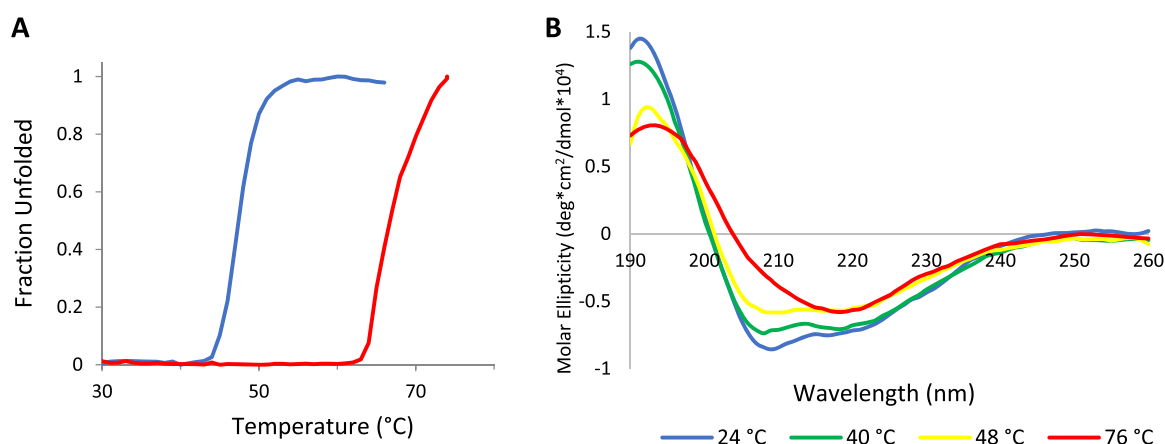 A
Fraction Unfolded
1
0.8
0.6
0.4
0.2
0
30
50
70
Temperature (°C)
B
Molar Ellipticity (deg*cm²/dmol*10⁴)
1.5
1
0.5
0
-0.5
-1
190
200
210
220
230
240
250
260
Wavelength (nm)
24 °C
40 °C
48 °C
76 °C